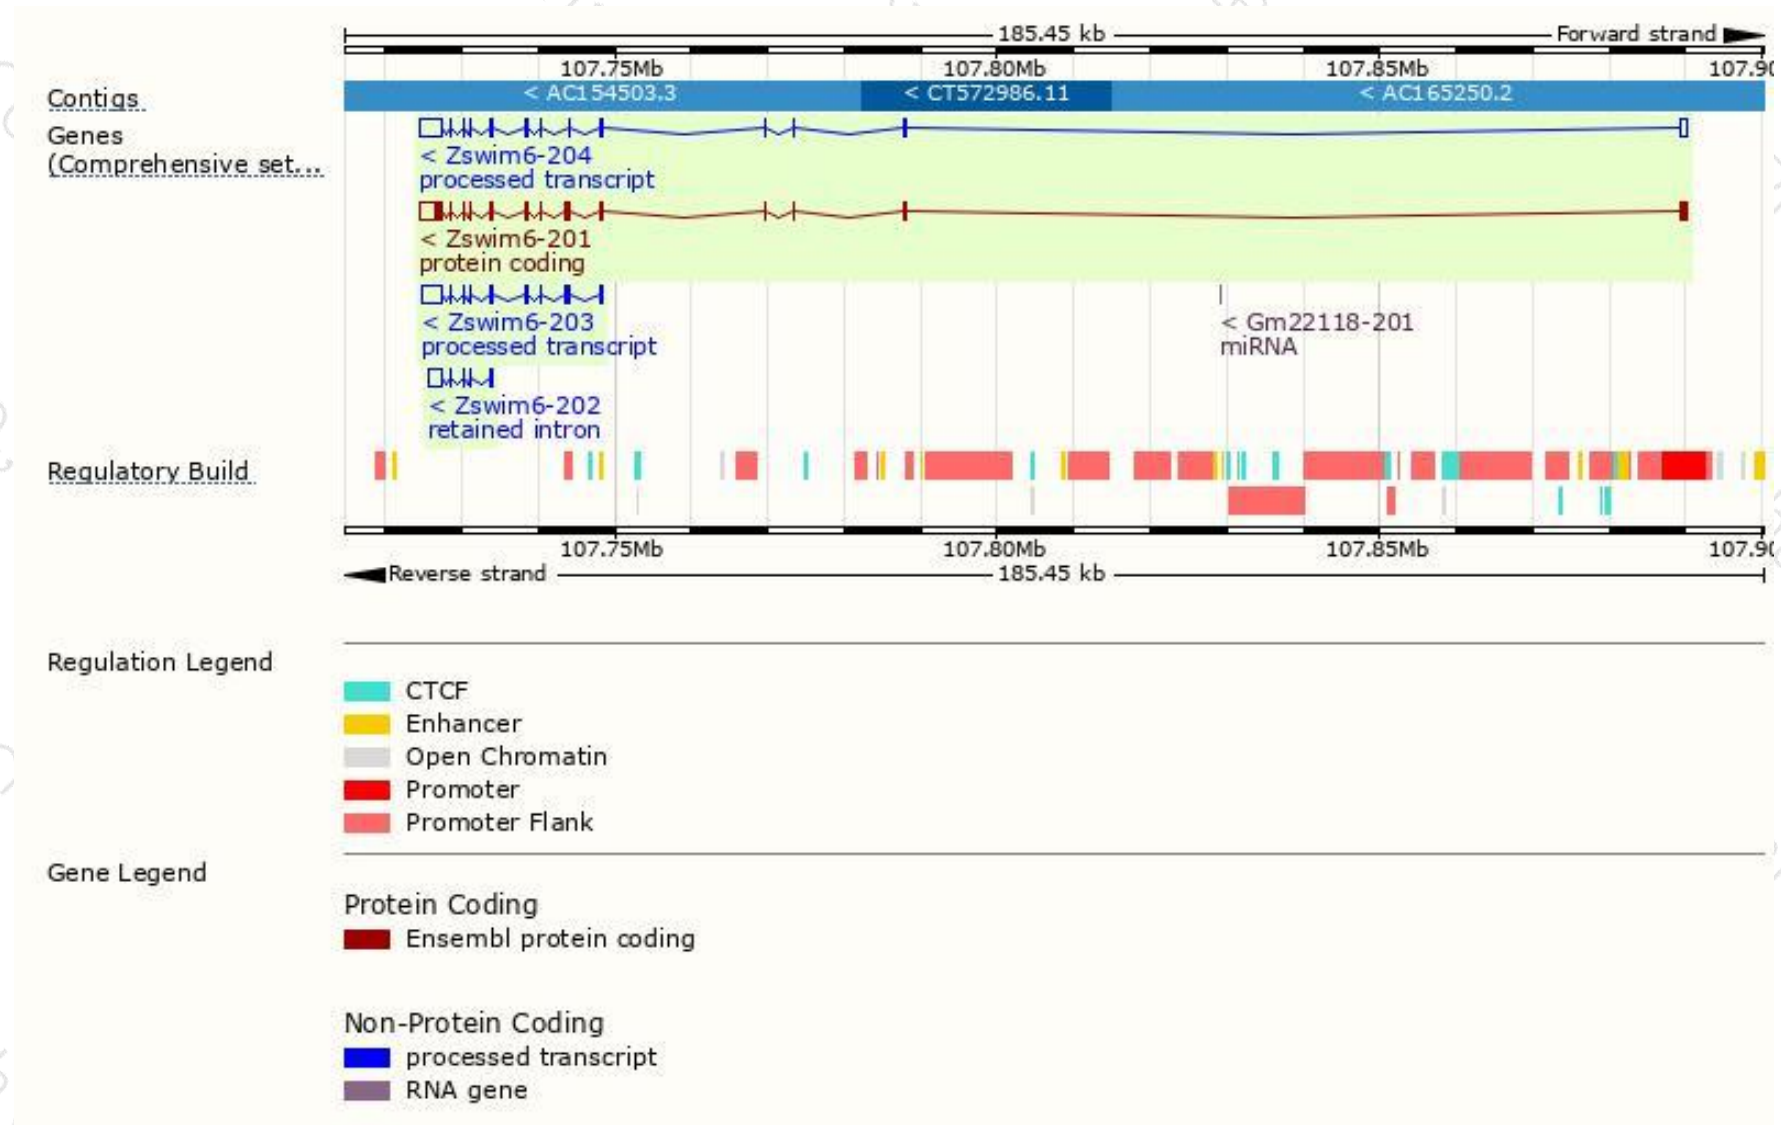 185.45 kb Forward strand
107.75Mb 107.80Mb 107.85Mb 107.90
Contigs < AC154503.3 < CT572986.11 < AC165250.2
Genes
(Comprehensive set...
< Zswim6-204
processed transcript
< Zswim6-201
protein coding
< Zswim6-203 < Gm22118-201
processed transcript miRNA
< Zswim6-202
retained intron
Regulatory Build
107.75Mb 107.80Mb 107.85Mb 107.90
Reverse strand 185.45 kb
Regulation Legend
CTCF
Enhancer
Open Chromatin
Promoter
Promoter Flank
Gene Legend
Protein Coding
Ensembl protein coding
Non-Protein Coding
processed transcript
RNA gene